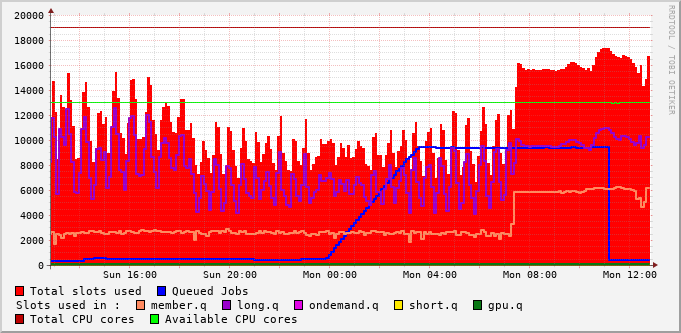 20000
18000
16000
14000
12000
10000
8000
6000
4000
2000
0
Sun 16:00 Sun 20:00 Mon 00:00 Mon 04:00 Mon 08:00 Mon 12:00
RRDTOOL / TOBI OETIKER
Total slots used Queued Jobs
Slots used in : member.q long.q ondemand.q short.q gpu.q
Total CPU cores Available CPU cores